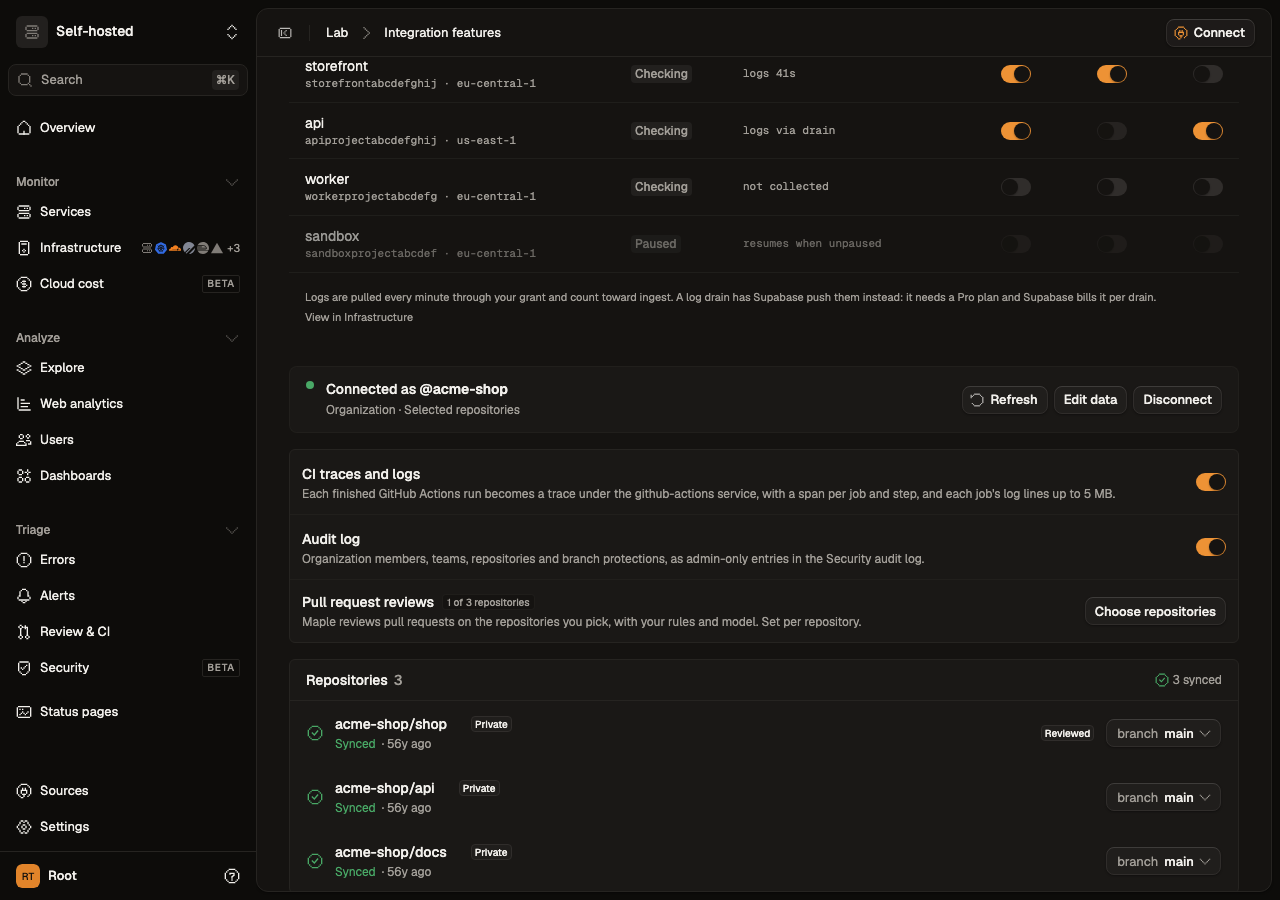 Self-hosted
Search ⌘K
Overview
Monitor
Services
Infrastructure +3
Cloud cost BETA
Analyze
Explore
Web analytics
Users
Dashboards
Triage
Errors
Alerts
Review & CI
Security BETA
Status pages
Sources
Settings
RT Root
Lab Integration features
Connect
storefront
storefrontabcdefghij · eu-central-1
Checking
logs 41s
api
apiprojectabcdefghij · us-east-1
Checking
logs via drain
worker
workerprojectabcdefg · eu-central-1
Checking
not collected
sandbox
sandboxprojectabcdef · eu-central-1
Paused
resumes when unpaused
Logs are pulled every minute through your grant and count toward ingest. A log drain has Supabase push them instead: it needs a Pro plan and Supabase bills it per drain.
View in Infrastructure
Connected as @acme-shop
Organization · Selected repositories
Refresh
Edit data
Disconnect
CI traces and logs
Each finished GitHub Actions run becomes a trace under the github-actions service, with a span per job and step, and each job's log lines up to 5 MB.
Audit log
Organization members, teams, repositories and branch protections, as admin-only entries in the Security audit log.
Pull request reviews 1 of 3 repositories
Maple reviews pull requests on the repositories you pick, with your rules and model. Set per repository.
Choose repositories
Repositories 3
3 synced
acme-shop/shop Private
Synced · 56y ago
Reviewed
branch main
acme-shop/api Private
Synced · 56y ago
branch main
acme-shop/docs Private
Synced · 56y ago
branch main